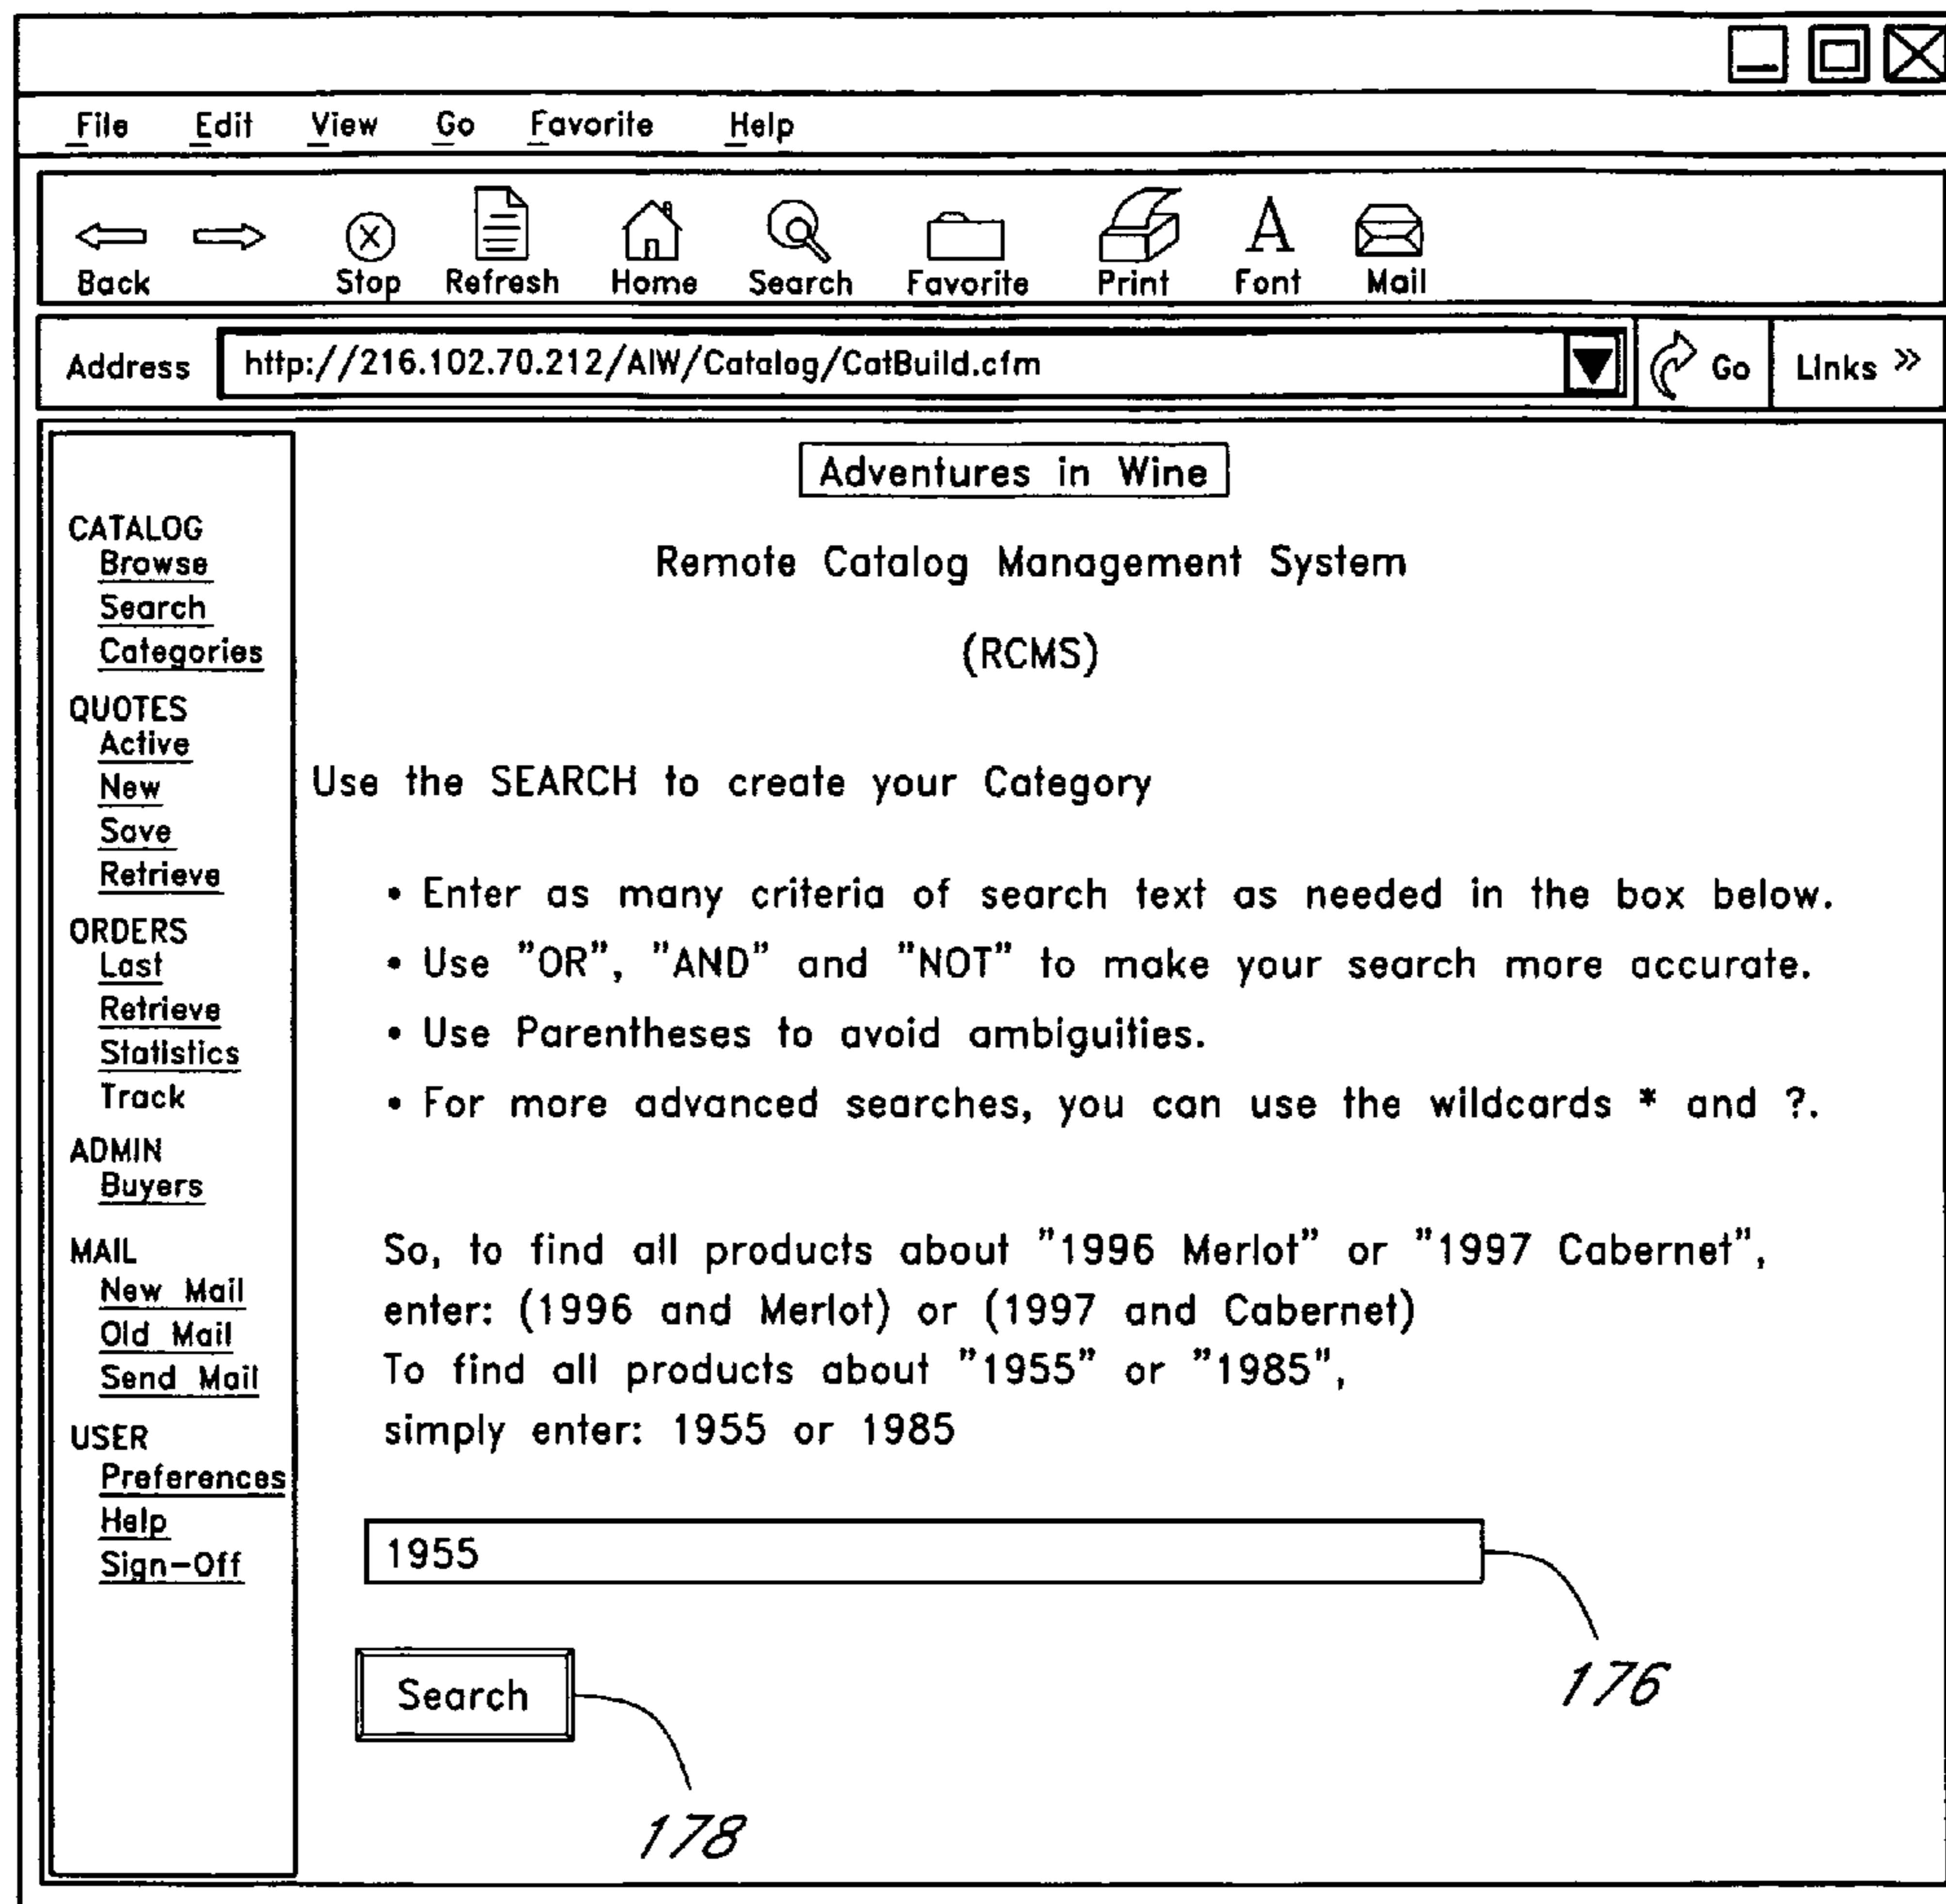 File Edit View Go Favorite Help
Back Stop Refresh Home Search Favorite Print A Font Mail
Address http://216.102.70.212/AIW/Catalog/CatBuild.cfm Go Links »
CATALOG
Browse
Search
Categories
QUOTES
Active
New
Save
Retrieve
ORDERS
Last
Retrieve
Statistics
Track
ADMIN
Buyers
MAIL
New Mail
Old Mail
Send Mail
USER
Preferences
Help
Sign-Off
Adventures in Wine
Remote Catalog Management System
(RCMS)
Use the SEARCH to create your Category
• Enter as many criteria of search text as needed in the box below.
• Use "OR", "AND" and "NOT" to make your search more accurate.
• Use Parentheses to avoid ambiguities.
• For more advanced searches, you can use the wildcards * and ?.
So, to find all products about "1996 Merlot" or "1997 Cabernet",
enter: (1996 and Merlot) or (1997 and Cabernet)
To find all products about "1955" or "1985",
simply enter: 1955 or 1985
1955
176
Search
178